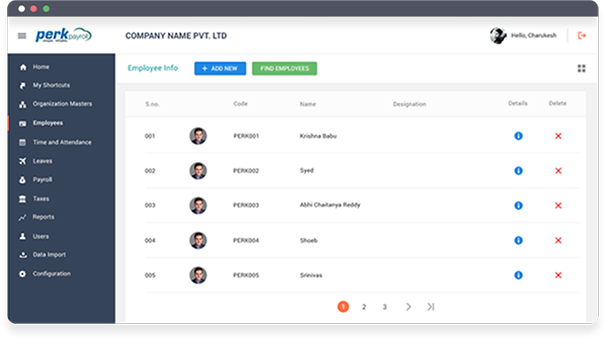 perk payroll
COMPANY NAME PVT. LTD
Hello, Charukesh
Home
My Shortcuts
Organization Masters
Employees
Time and Attendance
Leaves
Payroll
Taxes
Reports
Users
Data Import
Configuration
Employee Info
+ ADD NEW
FIND EMPLOYEES
S.no. Code Name Designation Details Delete
001 PERK001 Krishna Babu
002 PERK002 Syed
003 PERK003 Abhi Chaitanya Reddy
004 PERK004 Shoeb
005 PERK005 Srinivas
1 2 3